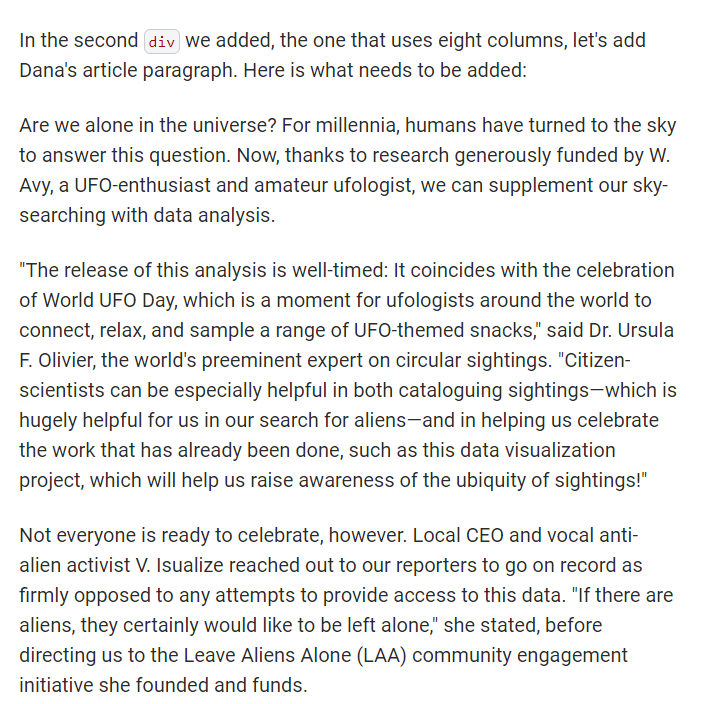 In the second div we added, the one that uses eight columns, let's add
Dana's article paragraph. Here is what needs to be added:
Are we alone in the universe? For millennia, humans have turned to the sky
to answer this question. Now, thanks to research generously funded by W.
Avy, a UFO-enthusiast and amateur ufologist, we can supplement our sky-
searching with data analysis.
"The release of this analysis is well-timed: It coincides with the celebration
of World UFO Day, which is a moment for ufologists around the world to
connect, relax, and sample a range of UFO-themed snacks," said Dr. Ursula
F. Olivier, the world's preeminent expert on circular sightings. "Citizen-
scientists can be especially helpful in both cataloguing sightings—which is
hugely helpful for us in our search for aliens—and in helping us celebrate
the work that has already been done, such as this data visualization
project, which will help us raise awareness of the ubiquity of sightings!"
Not everyone is ready to celebrate, however. Local CEO and vocal anti-
alien activist V. Isualize reached out to our reporters to go on record as
firmly opposed to any attempts to provide access to this data. "If there are
aliens, they certainly would like to be left alone," she stated, before
directing us to the Leave Aliens Alone (LAA) community engagement
initiative she founded and funds.